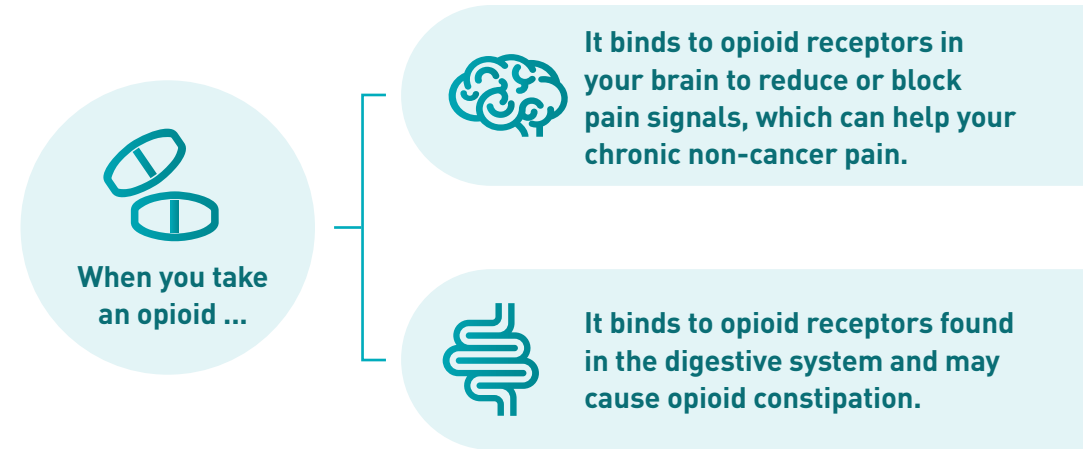 When you take
an opioid ...
It binds to opioid receptors in
your brain to reduce or block
pain signals, which can help your
chronic non-cancer pain.
It binds to opioid receptors found
in the digestive system and may
cause opioid constipation.